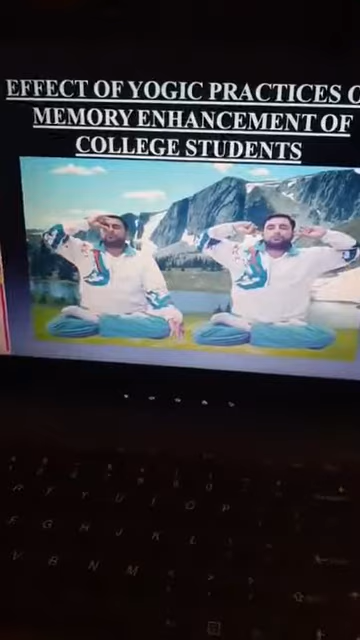 EFFECT OF YOGIC PRACTICES O
MEMORY ENHANCEMENT OF
COLLEGE STUDENTS
Y U I O P
F G H J K L
V B N M